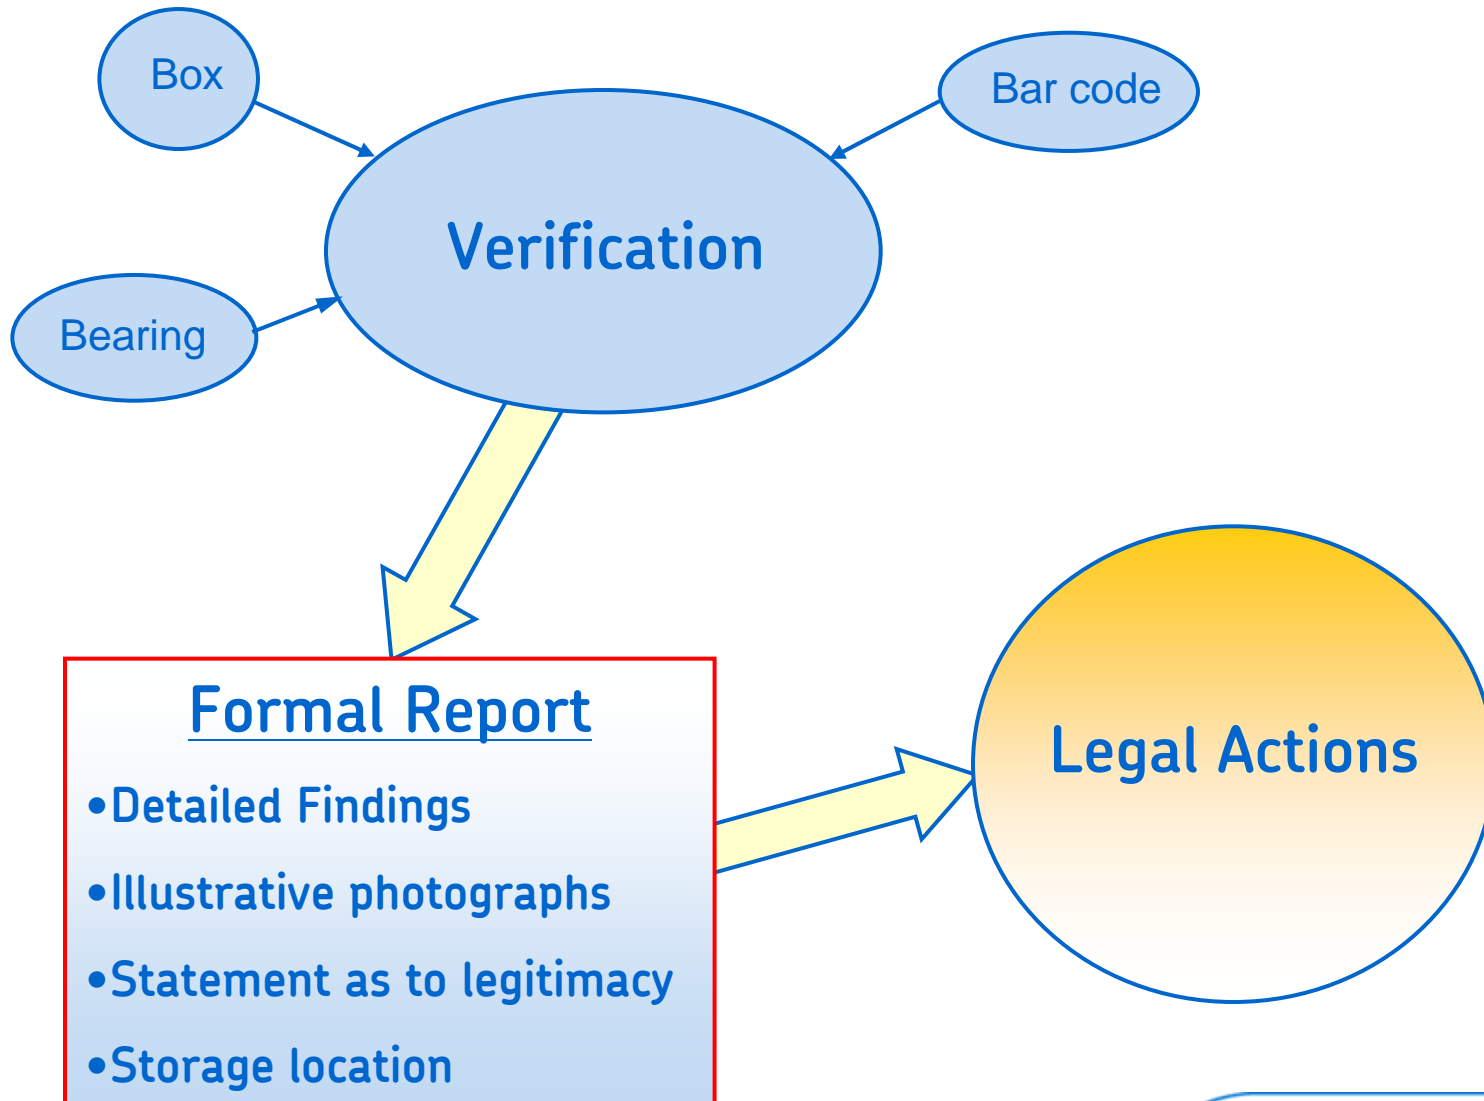 Box
Bar code
Verification
Bearing
Formal Report
•Detailed Findings
•Illustrative photographs
•Statement as to legitimacy
•Storage location
Legal Actions